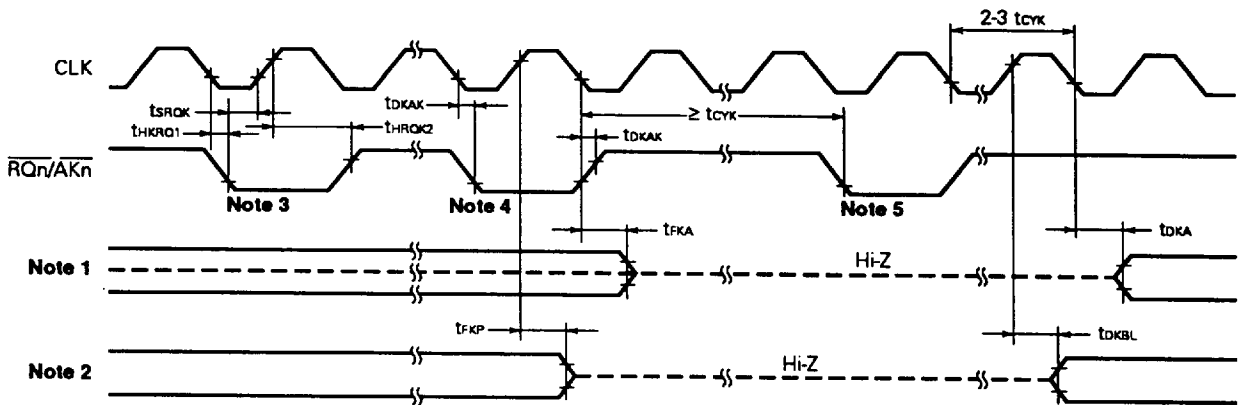 2-3 tCYK
CLK
tSRQK
tHKRQ1
tHRQK2
tDKAK
≥ tCYK
tDKAK
RQn/AKn
Note 3
Note 4
Note 5
tFKA
tDKA
Note 1
Hi-Z
tFKP
tDKBL
Note 2
Hi-Z